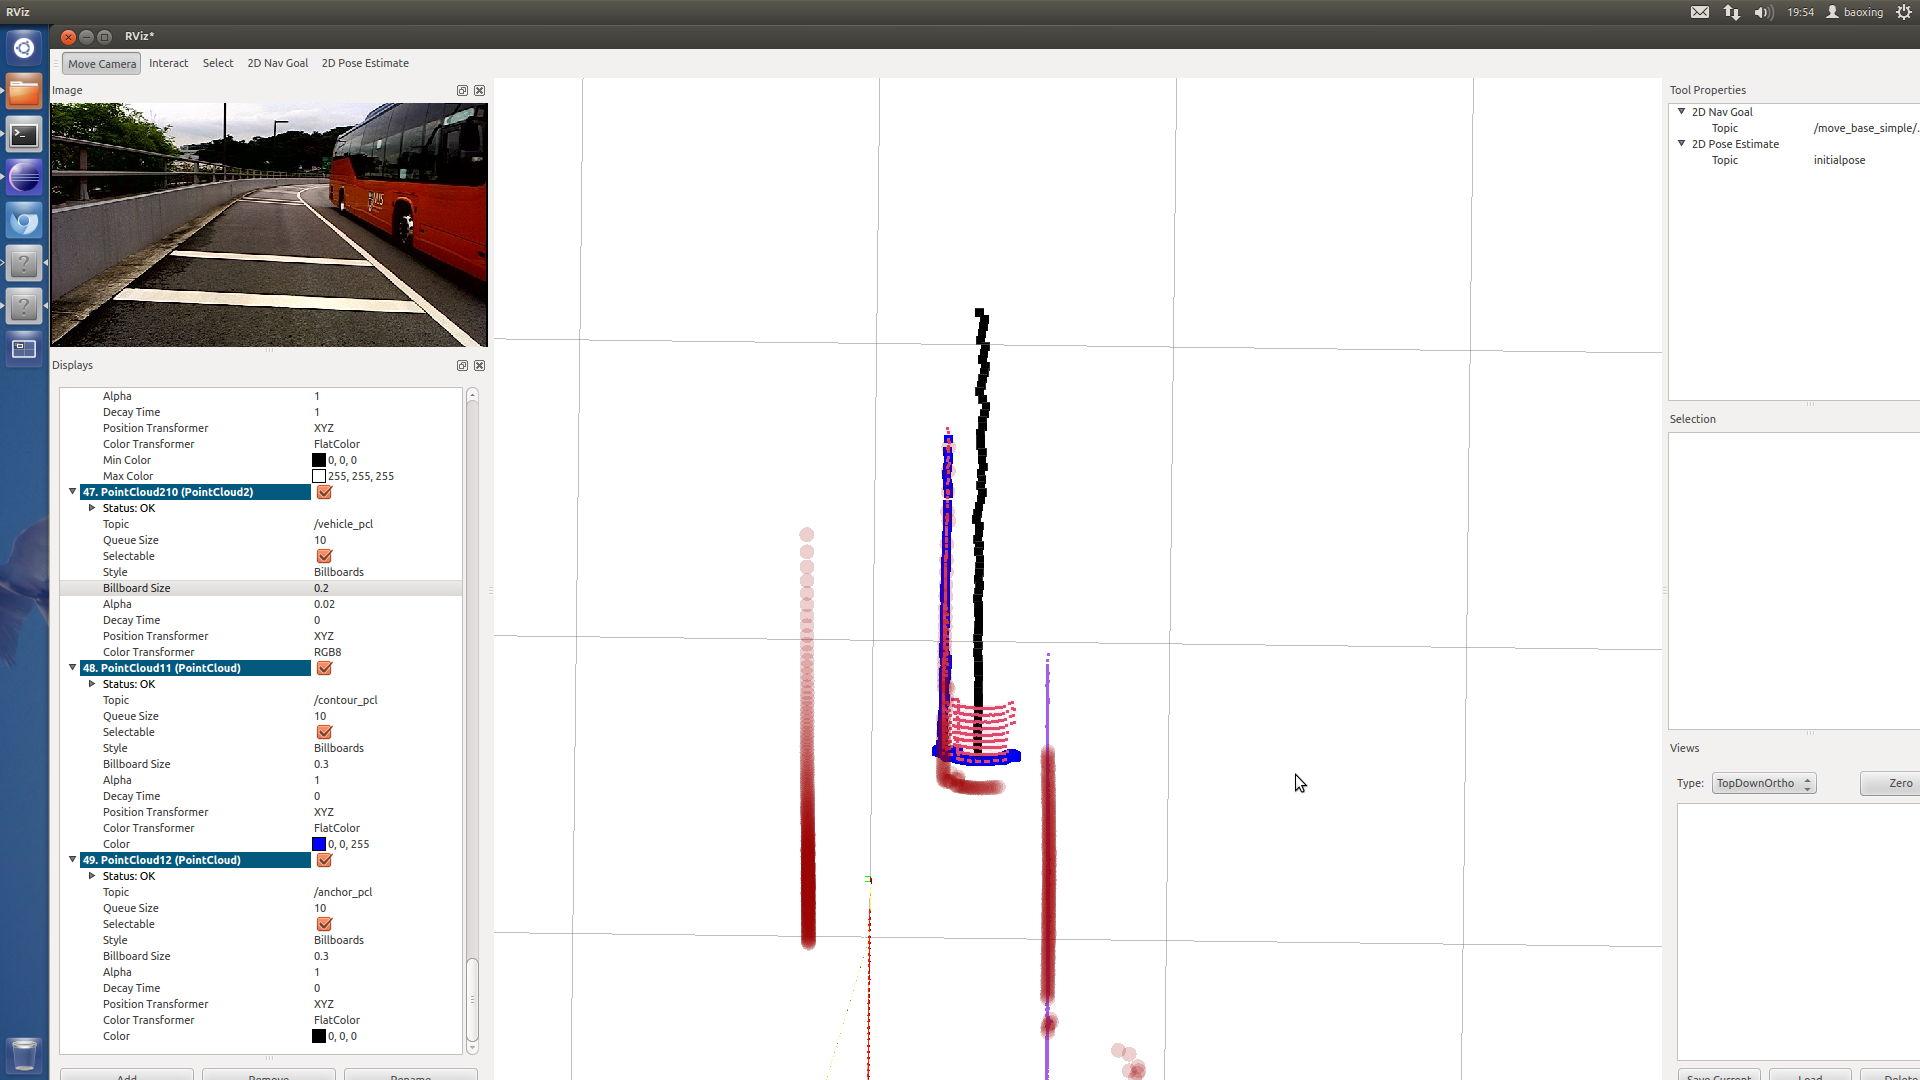 RViz
19:54
baoxing
RViz*
Move Camera
Interact
Select
2D Nav Goal
2D Pose Estimate
Image
Displays
Alpha 1
Decay Time 1
Position Transformer XYZ
Color Transformer FlatColor
Min Color 0, 0, 0
Max Color 255, 255, 255
47. PointCloud210 (PointCloud2)
Status: OK
Topic /vehicle_pcl
Queue Size 10
Selectable
Style Billboards
Billboard Size 0.2
Alpha 0.02
Decay Time 0
Position Transformer XYZ
Color Transformer RGB8
48. PointCloud11 (PointCloud)
Status: OK
Topic /contour_pcl
Queue Size 10
Selectable
Style Billboards
Billboard Size 0.3
Alpha 1
Decay Time 0
Position Transformer XYZ
Color Transformer FlatColor
Color 0, 0, 255
49. PointCloud12 (PointCloud)
Status: OK
Topic /anchor_pcl
Queue Size 10
Selectable
Style Billboards
Billboard Size 0.3
Alpha 1
Decay Time 0
Position Transformer XYZ
Color Transformer FlatColor
Color 0, 0, 0
Add
Remove
Rename
Tool Properties
2D Nav Goal
Topic /move_base_simple/.
2D Pose Estimate
Topic initialpose
Selection
Views
Type: TopDownOrtho
Zero
Save Current
Load
Delete